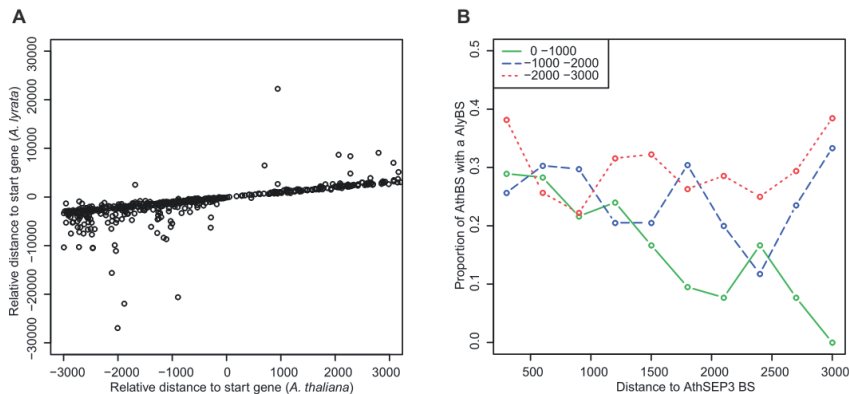 A
Relative distance to start gene (A. lyrata)
30000
20000
10000
0
−10000
−20000
−30000
−3000 −2000 −1000 0 1000 2000 3000
Relative distance to start gene (A. thaliana)
B
Proportion of AthBS with a AlyBS
0.5
0.4
0.3
0.2
0.1
0.0
0 −1000
−1000 −2000
−2000 −3000
500 1000 1500 2000 2500 3000
Distance to AthSEP3 BS